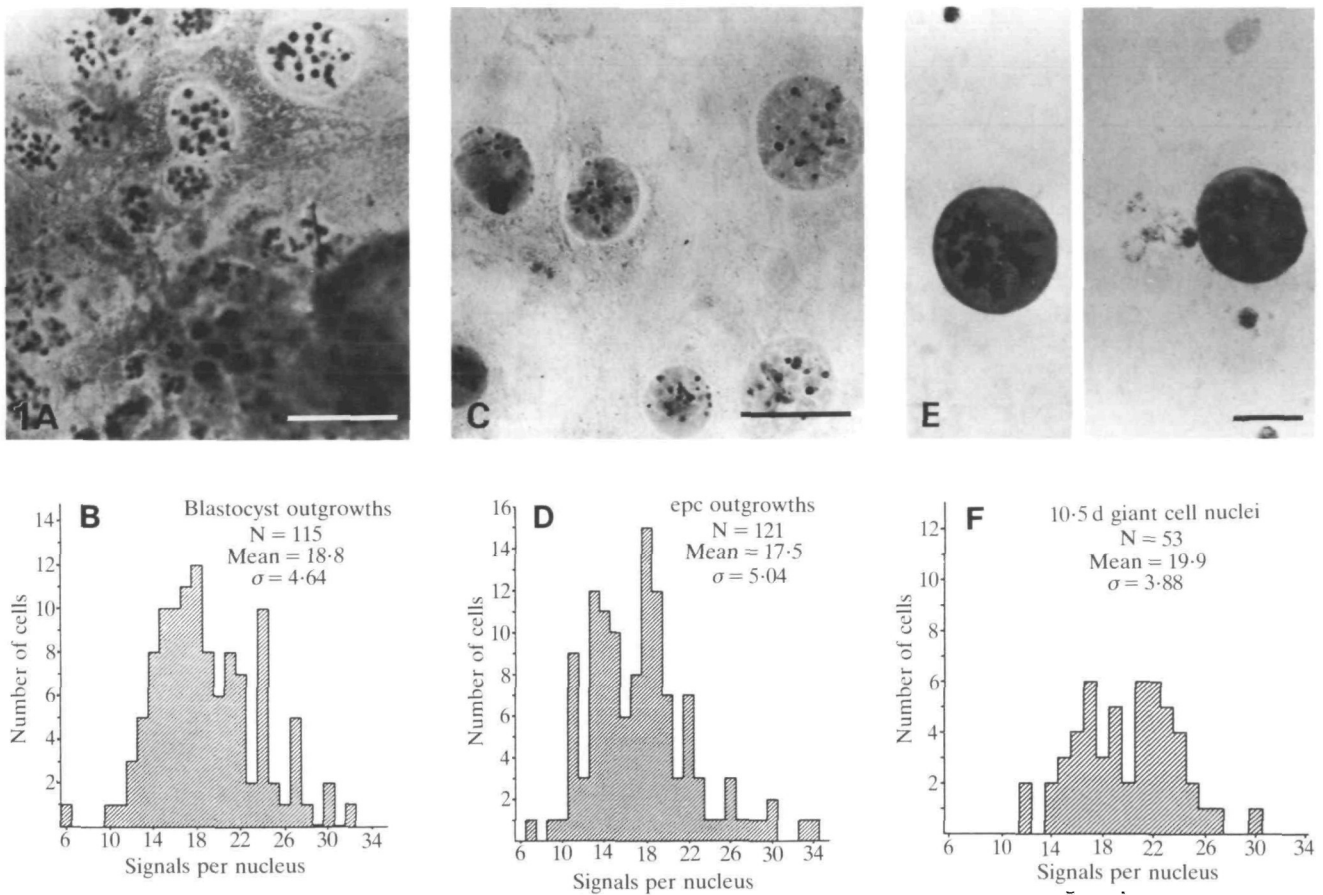 1A
C
E
B
Blastocyst outgrowths
N = 115
Mean = 18·8
σ = 4·64
Number of cells
14
12
10
8
6
4
2
6 10 14 18 22 26 30 34
Signals per nucleus
D
epc outgrowths
N = 121
Mean = 17·5
σ = 5·04
Number of cells
16
14
12
10
8
6
4
2
6 10 14 18 22 26 30 34
Signals per nucleus
F
10·5 d giant cell nuclei
N = 53
Mean = 19·9
σ = 3·88
Number of cells
12
10
8
6
4
2
6 10 14 18 22 26 30 34
Signals per nucleus